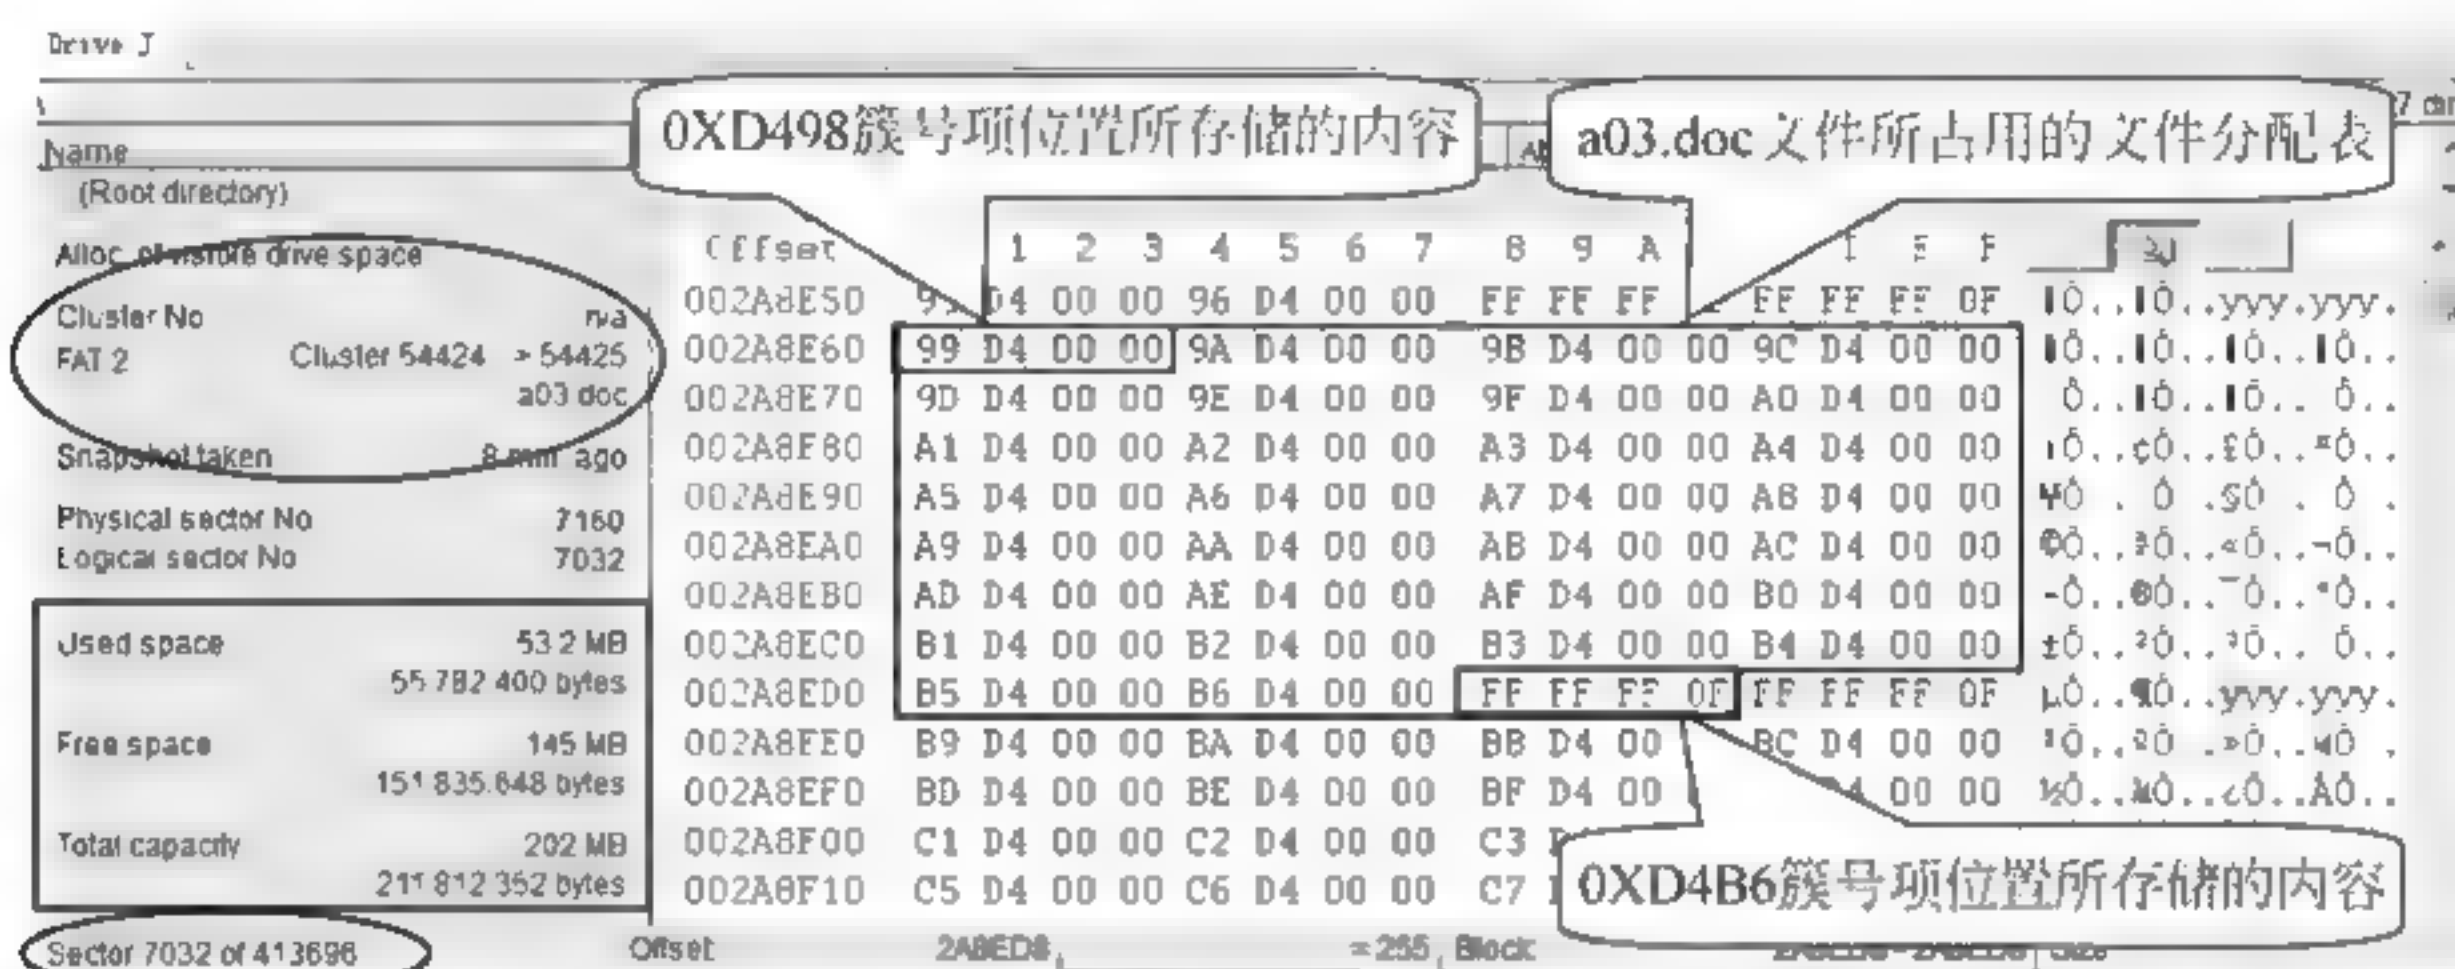 Drive J
\
0XD498簇号项位置所存储的内容
a03.doc文件所占用的文件分配表
Name
(Root directory)
Alloc. of visible drive space
Cluster No n/a
FAT 2 Cluster 54424 > 54425
a03 doc
Snapshot taken 8 min ago
Physical sector No 7160
Logical sector No 7032
Used space 53 2 MB
55 782 400 bytes
Free space 145 MB
151 835.648 bytes
Total capacity 202 MB
211 812 352 bytes
Sector 7032 of 413696
Offset 1 2 3 4 5 6 7 8 9 A E F
002A8E50 D4 00 00 96 D4 00 00 FF FF FF FF FF FF 0F
002A8E60 99 D4 00 00 9A D4 00 00 9B D4 00 00 9C D4 00 00
002A8E70 9D D4 00 00 9E D4 00 00 9F D4 00 00 A0 D4 00 00
002A8E80 A1 D4 00 00 A2 D4 00 00 A3 D4 00 00 A4 D4 00 00
002A8E90 A5 D4 00 00 A6 D4 00 00 A7 D4 00 00 A8 D4 00 00
002A8EA0 A9 D4 00 00 AA D4 00 00 AB D4 00 00 AC D4 00 00
002A8EB0 AD D4 00 00 AE D4 00 00 AF D4 00 00 B0 D4 00 00
002A8EC0 B1 D4 00 00 B2 D4 00 00 B3 D4 00 00 B4 D4 00 00
002A8ED0 B5 D4 00 00 B6 D4 00 00 FF FF FF 0F FF FF FF 0F
002A8EE0 B9 D4 00 00 BA D4 00 00 BB D4 00 BC D4 00 00
002A8EF0 BD D4 00 00 BE D4 00 00 BF D4 00 00 00
002A8F00 C1 D4 00 00 C2 D4 00 00 C3
002A8F10 C5 D4 00 00 C6 D4 00 00 C7
0XD4B6簇号项位置所存储的内容
Offset 2A8ED8 =255 Block